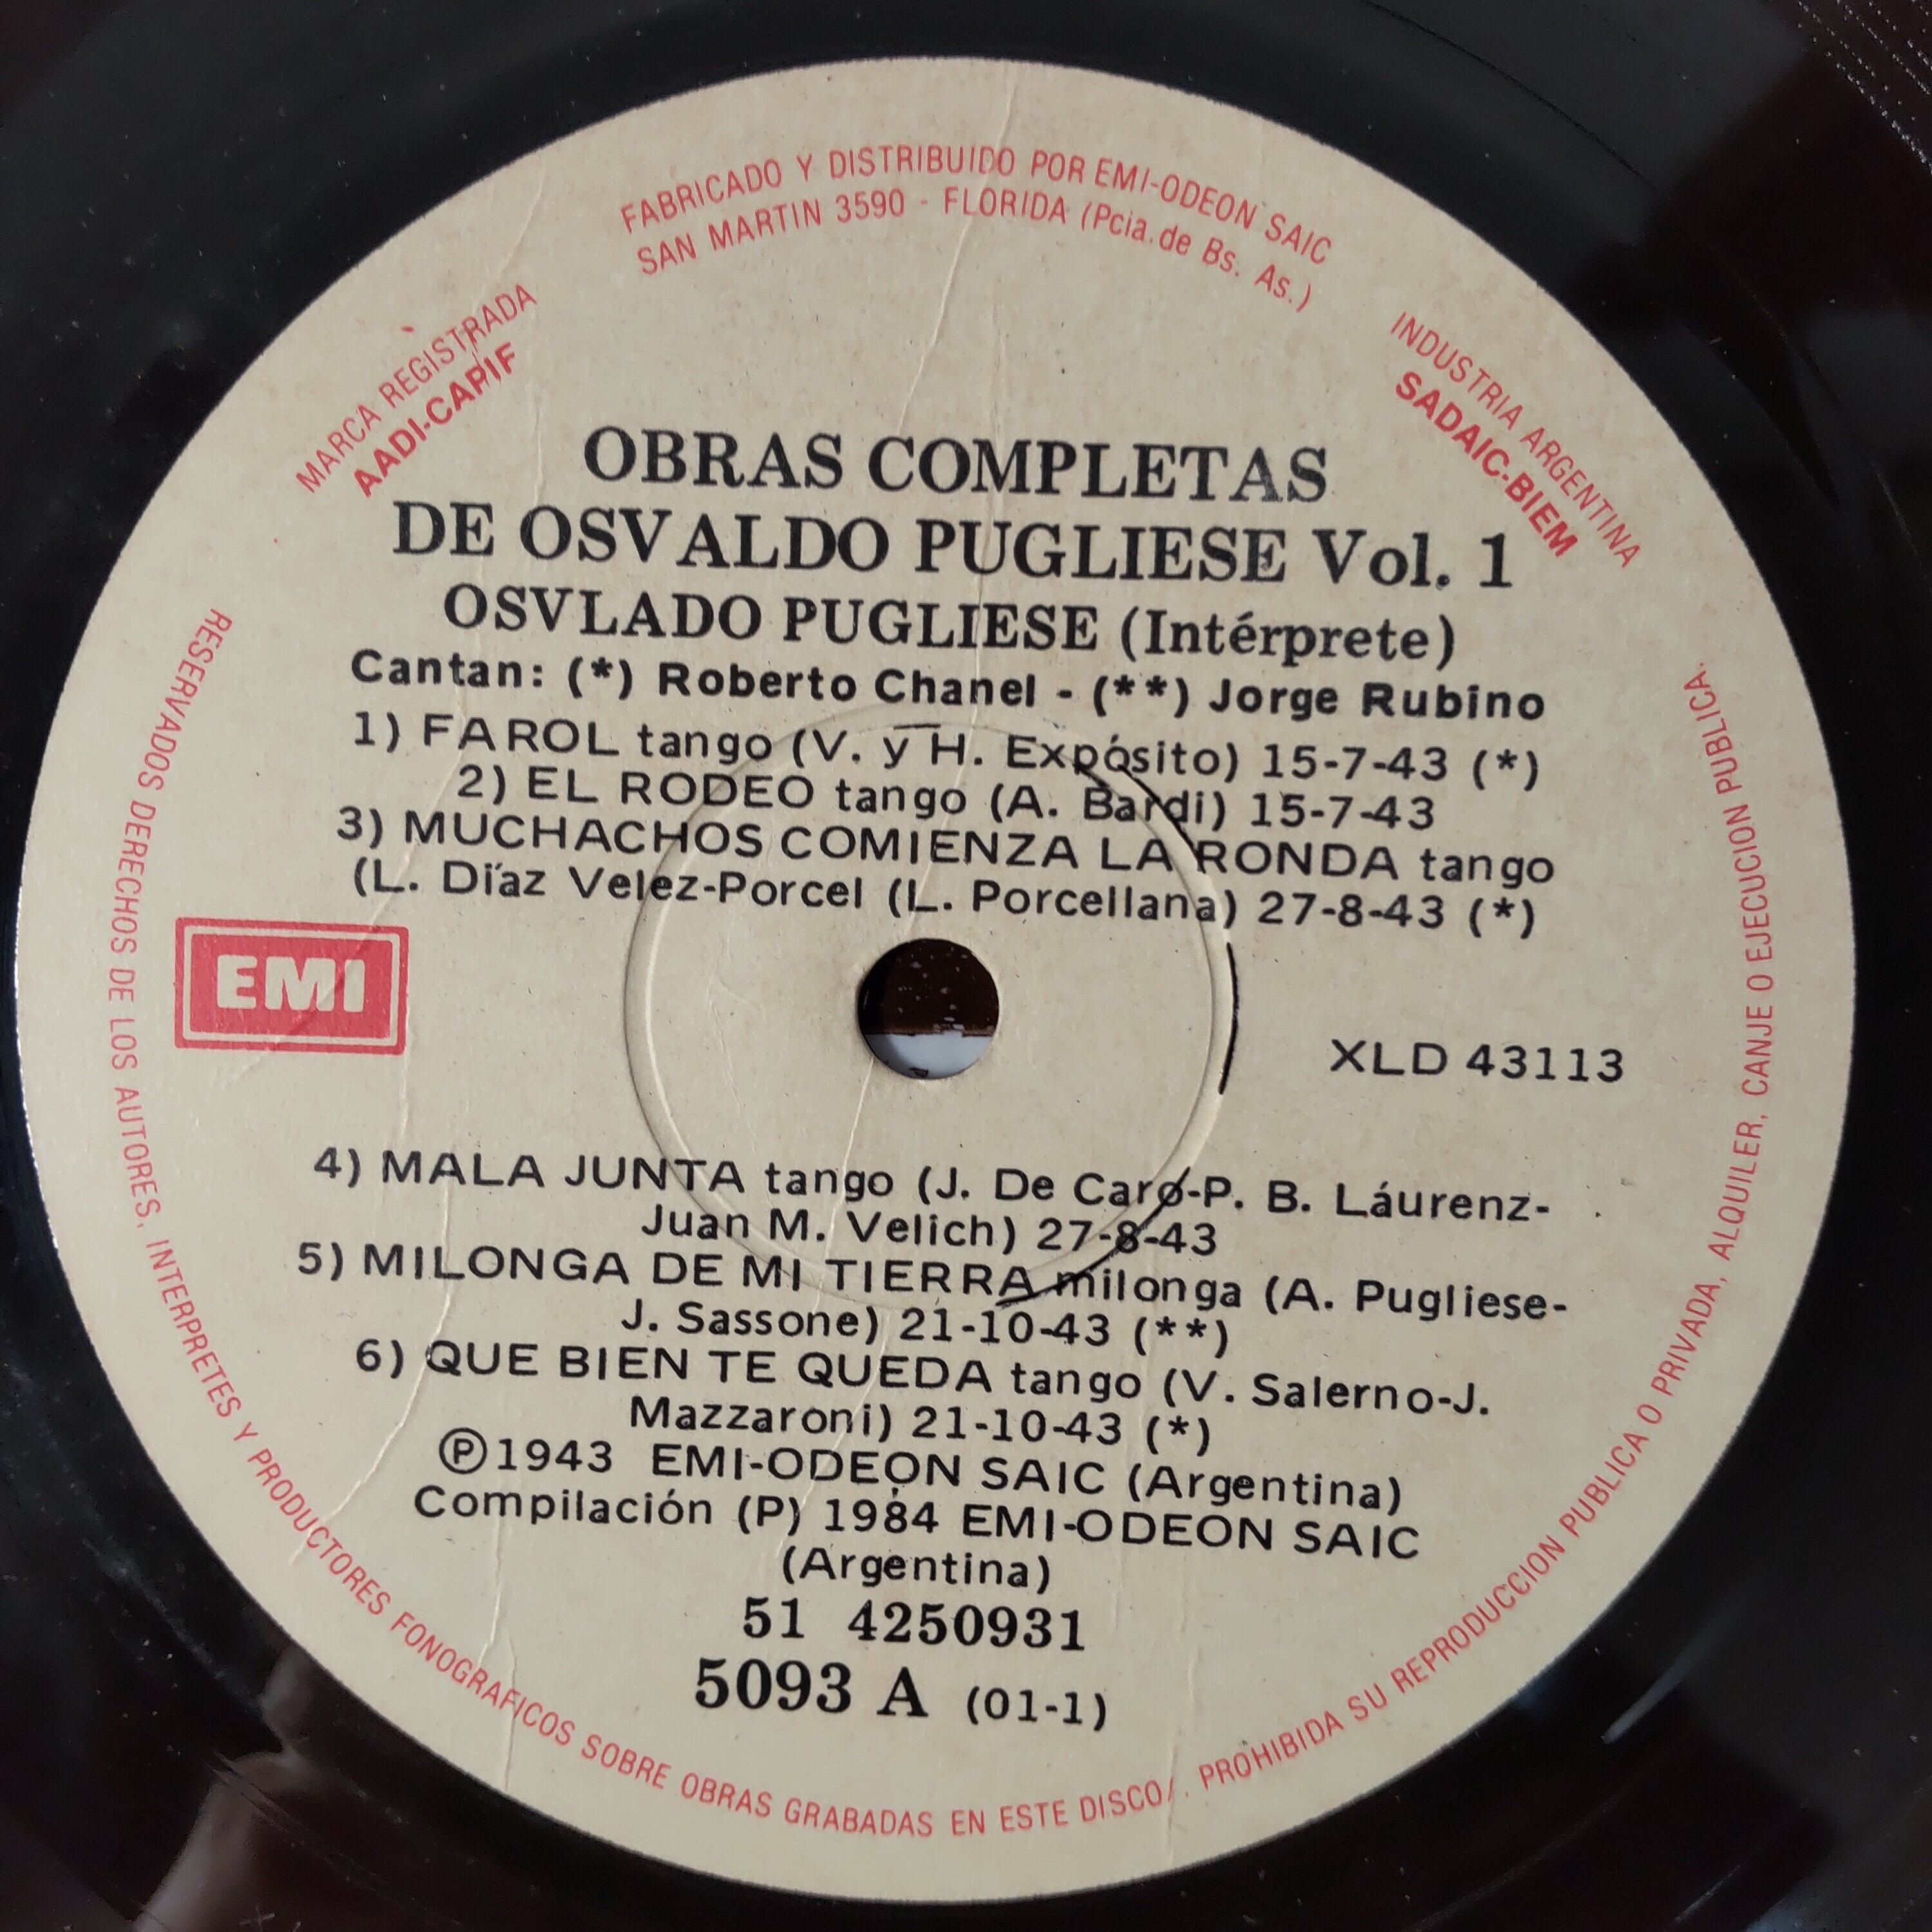 FABRICADO Y DISTRIBUIDO POR EMI-ODEON SAIC
SAN MARTIN 3590 - FLORIDA (Pcia. de Bs. As.)
MARCA REGISTRADA
AADI-CAPIF
INDUSTRIA ARGENTINA
SADAIC-BIEM
OBRAS COMPLETAS
DE OSVALDO PUGLIESE Vol. 1
OSVLADO PUGLIESE (Intérprete)
Cantan: (*) Roberto Chanel - (**) Jorge Rubino
1) FAROL tango (V. y H. Expósito) 15-7-43 (*)
2) EL RODEO tango (A. Bardi) 15-7-43
3) MUCHACHOS COMIENZA LA RONDA tango
(L. Díaz Velez-Porcel (L. Porcellana) 27-8-43 (*)
EMI
XLD 43113
4) MALA JUNTA tango (J. De Caro-P. B. Láurenz-
Juan M. Velich) 27-8-43
5) MILONGA DE MI TIERRA milonga (A. Pugliese-
J. Sassone) 21-10-43 (**)
6) QUE BIEN TE QUEDA tango (V. Salerno-J.
Mazzaroni) 21-10-43 (*)
Ⓟ1943 EMI-ODEON SAIC (Argentina)
Compilación (P) 1984 EMI-ODEON SAIC
(Argentina)
51 4250931
5093 A (01-1)
RESERVADOS DERECHOS DE LOS AUTORES, INTERPRETES Y PRODUCTORES FONOGRAFICOS SOBRE OBRAS GRABADAS EN ESTE DISCO/. PROHIBIDA SU REPRODUCCION PUBLICA O PRIVADA, ALQUILER, CANJE O EJECUCION PUBLICA.